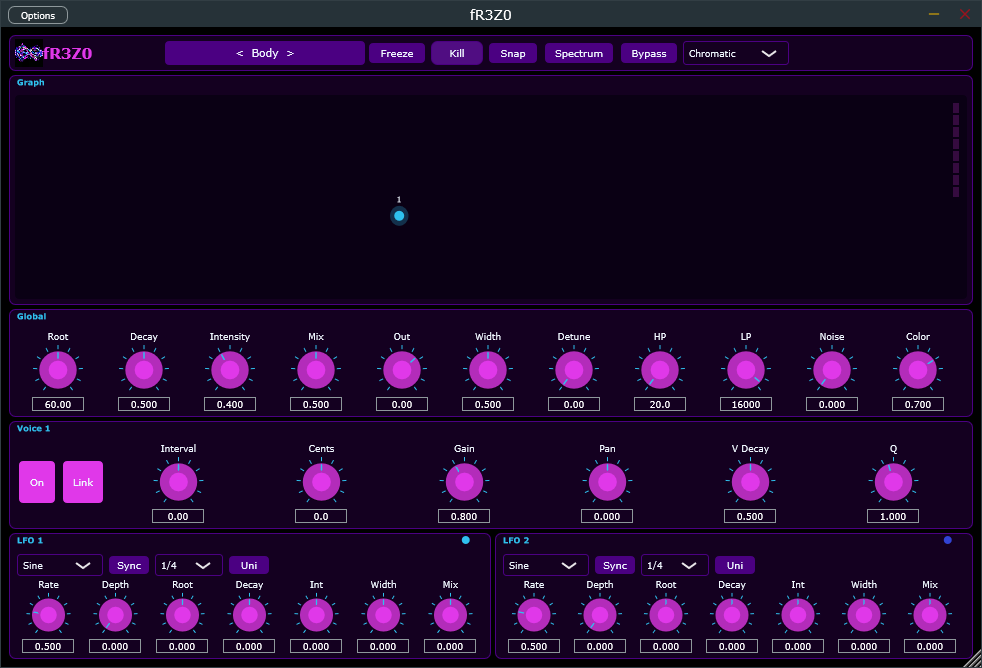 Options
fR3Z0
fR3Z0
< Body >
Freeze
Kill
Snap
Spectrum
Bypass
Chromatic
Graph
1
Global
Root Decay Intensity Mix Out Width Detune HP LP Noise Color
60.00 0.500 0.400 0.500 0.00 0.500 0.00 20.0 16000 0.000 0.700
Voice 1
On
Link
Interval Cents Gain Pan V Decay Q
0.00 0.0 0.800 0.000 0.500 1.000
LFO 1
Sine Sync 1/4 Uni
Rate Depth Root Decay Int Width Mix
0.500 0.000 0.000 0.000 0.000 0.000 0.000
LFO 2
Sine Sync 1/4 Uni
Rate Depth Root Decay Int Width Mix
0.500 0.000 0.000 0.000 0.000 0.000 0.000